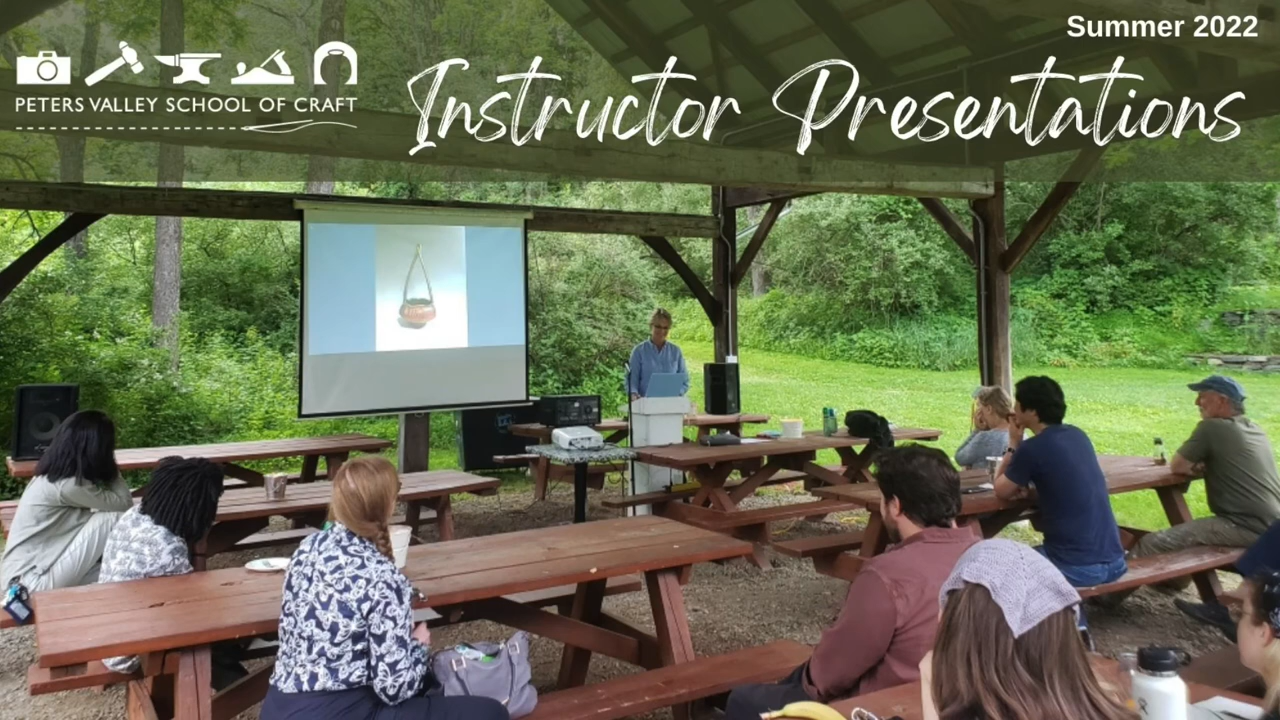 Summer 2022
PETERS VALLEY SCHOOL OF CRAFT
Instructor Presentations